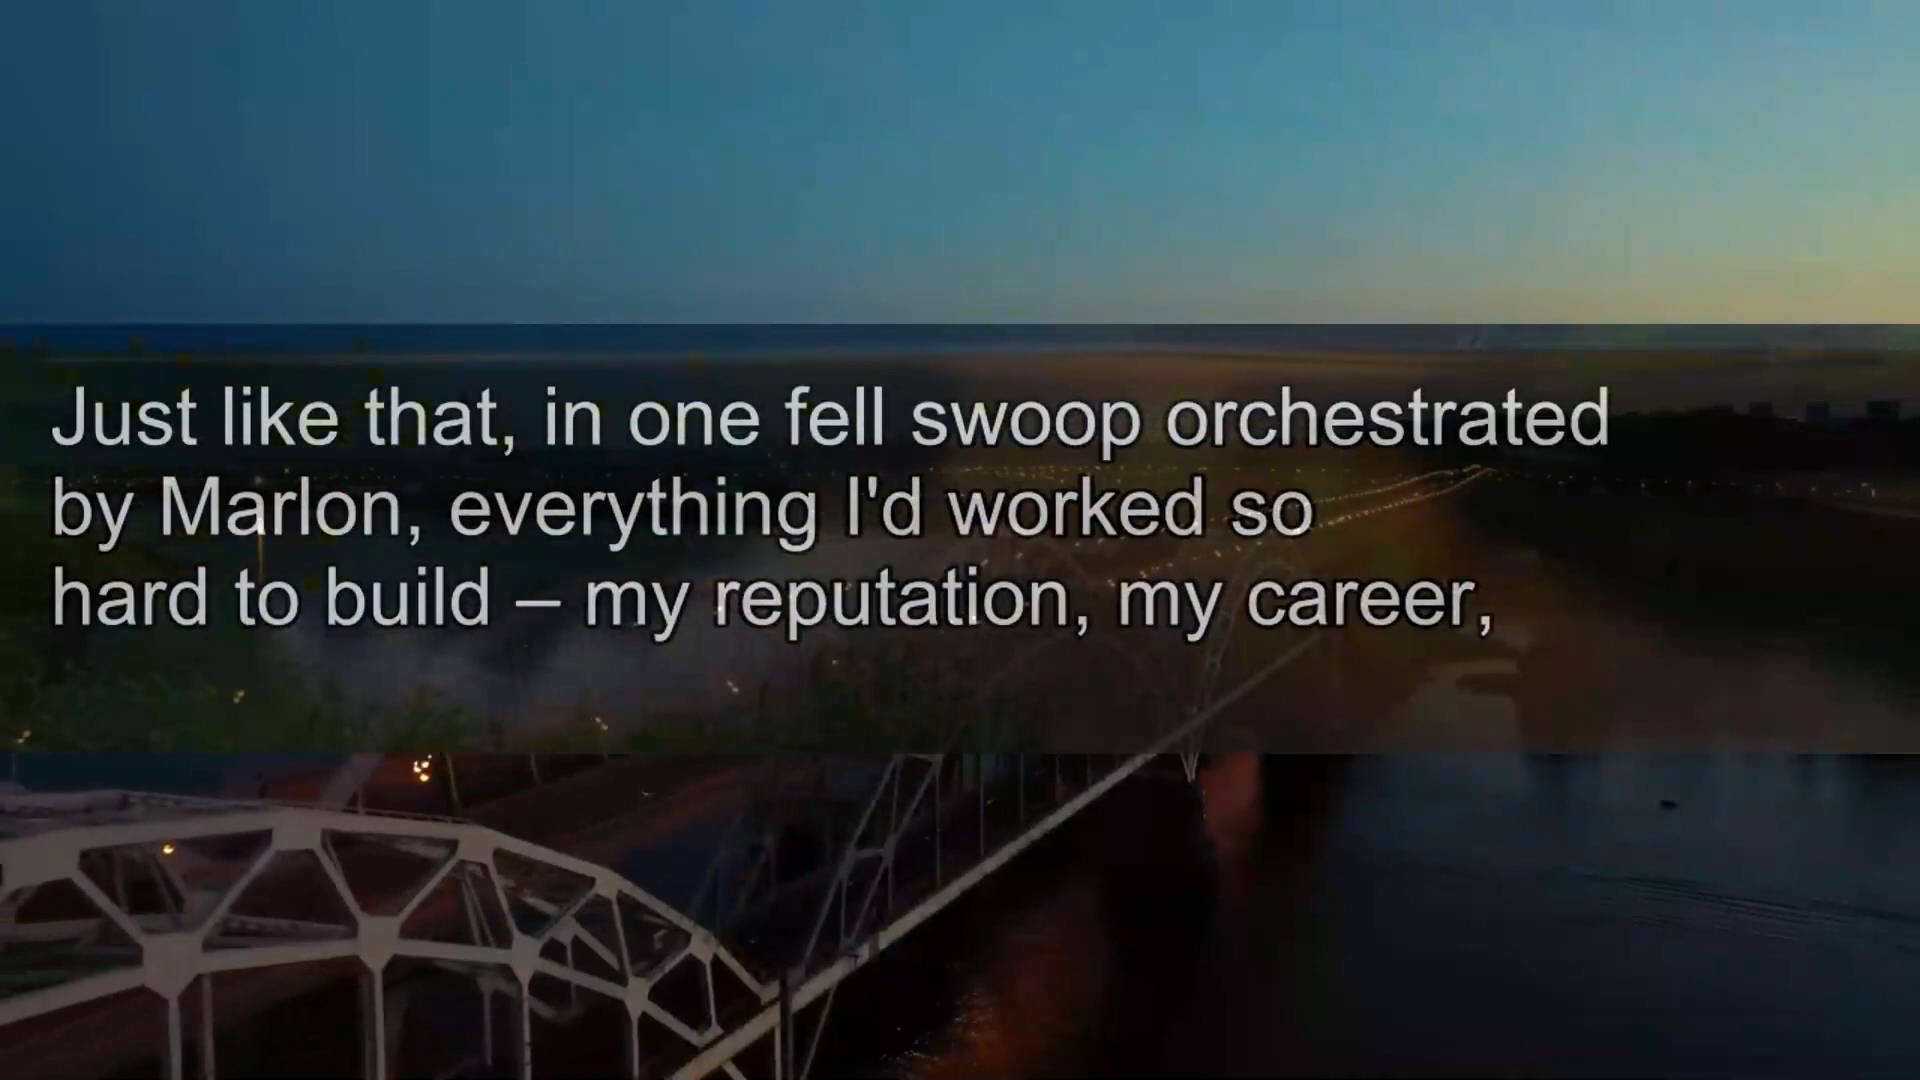 Just like that, in one fell swoop orchestrated
by Marlon, everything I'd worked so
hard to build – my reputation, my career,